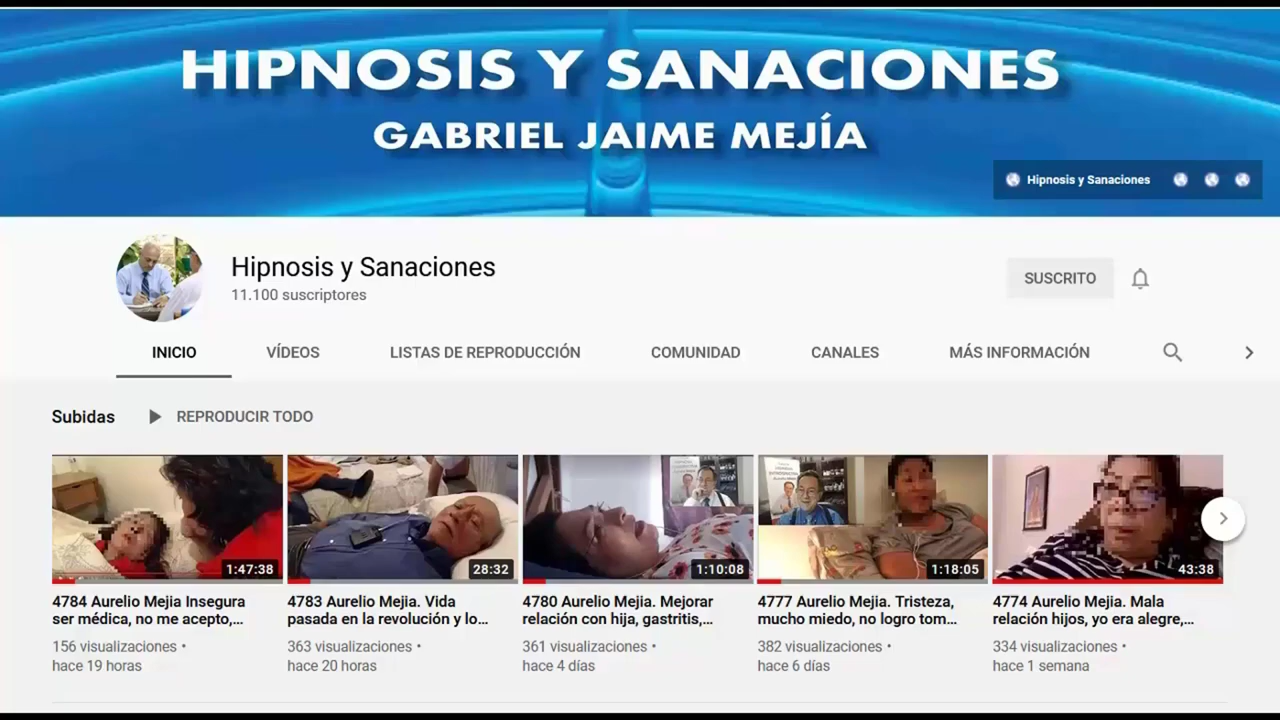 HIPNOSIS Y SANACIONES
GABRIEL JAIME MEJÍA
Hipnosis y Sanaciones
Hipnosis y Sanaciones
11.100 suscriptores
SUSCRITO
INICIO
VÍDEOS
LISTAS DE REPRODUCCIÓN
COMUNIDAD
CANALES
MÁS INFORMACIÓN
Subidas
REPRODUCIR TODO
1:47:38
28:32
1:10:08
1:18:05
43:38
4784 Aurelio Mejia Insegura
ser médica, no me acepto,...
156 visualizaciones •
hace 19 horas
4783 Aurelio Mejia. Vida
pasada en la revolución y lo...
363 visualizaciones •
hace 20 horas
4780 Aurelio Mejia. Mejorar
relación con hija, gastritis,...
361 visualizaciones •
hace 4 días
4777 Aurelio Mejia. Tristeza,
mucho miedo, no logro tom...
382 visualizaciones •
hace 6 días
4774 Aurelio Mejia. Mala
relación hijos, yo era alegre,...
334 visualizaciones •
hace 1 semana